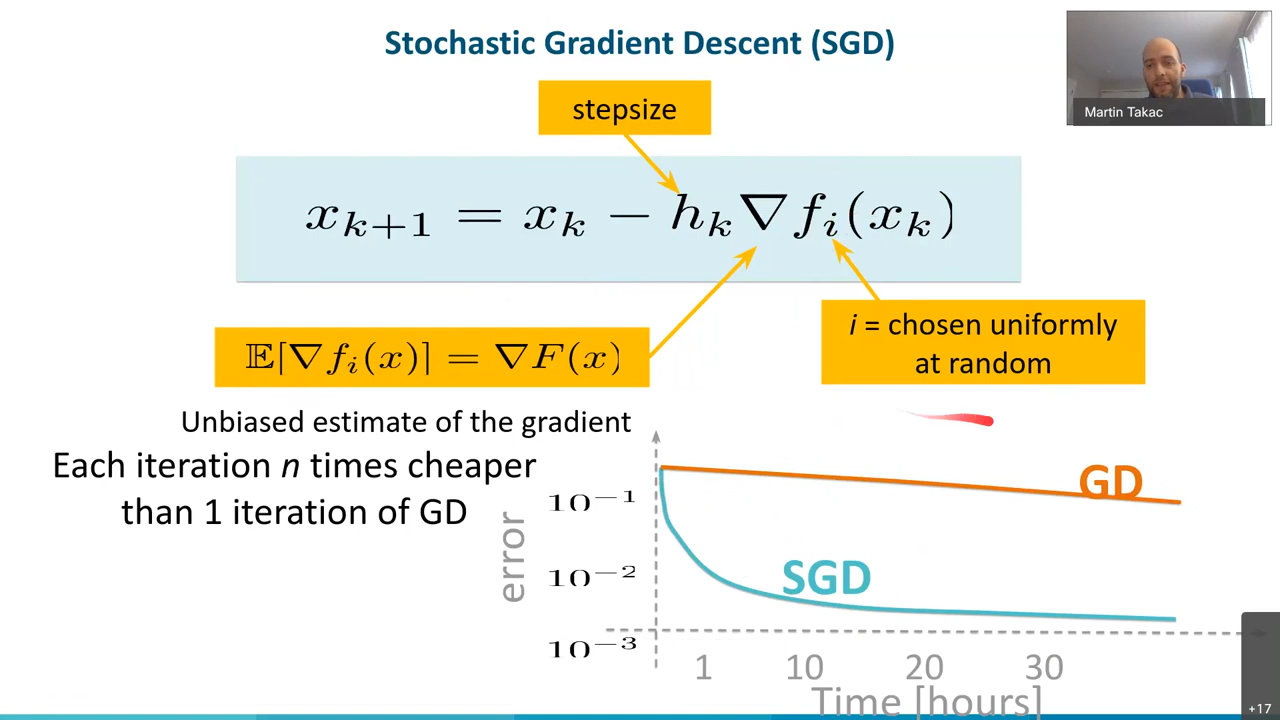 Stochastic Gradient Descent (SGD)
Martin Takac
stepsize
x_{k+1} = x_k − h_k∇f_i(x_k)
i = chosen uniformly
at random
𝔼[∇f_i(x)] = ∇F(x)
Unbiased estimate of the gradient
Each iteration n times cheaper
than 1 iteration of GD
GD
SGD
error
10^{−1}
10^{−2}
10^{−3}
1 10 20 30
Time [hours]
+17